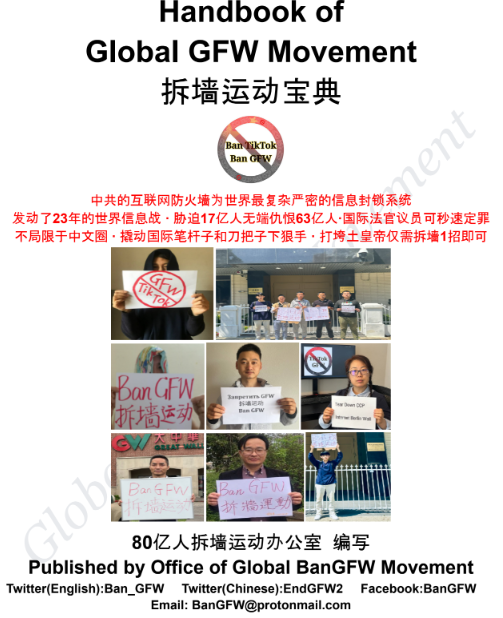 Handbook of
Global GFW Movement
拆墙运动宝典
Ban TikTok
Ban GFW
中共的互联网防火墙为世界最复杂严密的信息封锁系统
发动了23年的世界信息战·胁迫17亿人无端仇恨63亿人·国际法官议员可秒速定罪
不局限于中文圈·撬动国际笔杆子和刀把子下狠手·打垮土皇帝仅需拆墙1招即可
GFW
TikTok
Ban GFW
拆墙运动
Banpeners GFW
拆墙运动
Ban GFW
TikTok
GFW
Tear Down CCP
Internet Berlin Wall
GW
GREAT WALL
Ban GFW
拆墙运动
Ban GFW
拆墙運動
80亿人拆墙运动办公室 编写
Published by Office of Global BanGFW Movement
Twitter(English):Ban_GFW Twitter(Chinese):EndGFW2 Facebook:BanGFW
Email: BanGFW@protonmail.com